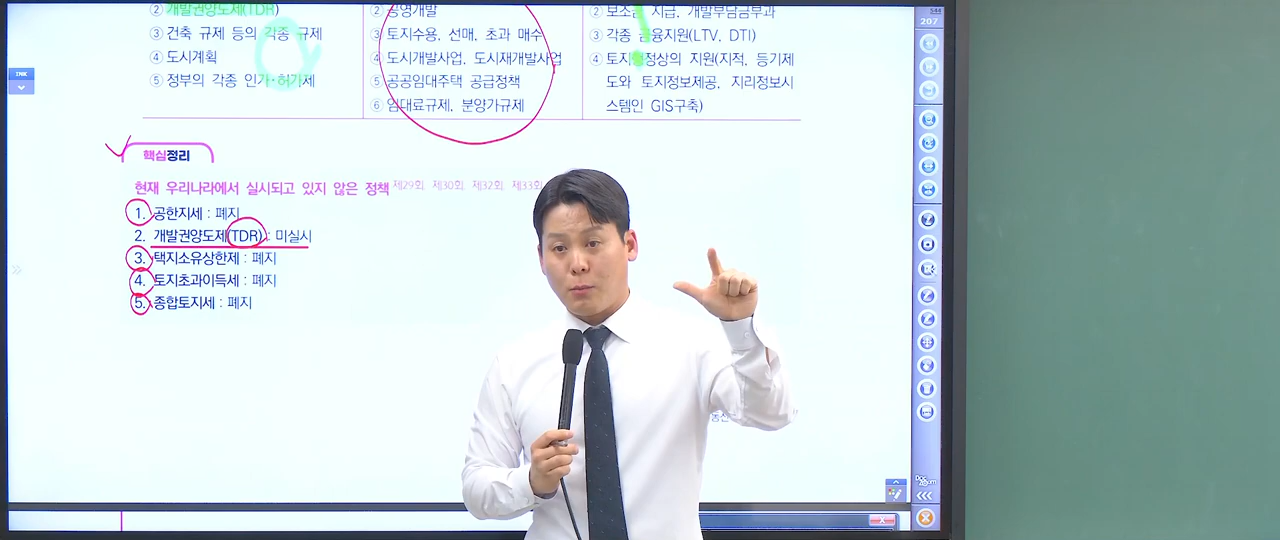 ② 개발권양도제(TDR)
③ 건축 규제 등의 각종 규제
④ 도시계획
⑤ 정부의 각종 인가·허가제
② 공영개발
③ 토지수용, 선매, 초과 매수
④ 도시개발사업, 도시재개발사업
⑤ 공공임대주택 공급정책
⑥ 임대료규제, 분양가규제
② 보조금 지급, 개발부담금부과
③ 각종 금융지원(LTV, DTI)
④ 토지행정상의 지원(지적, 등기제
도와 토지정보제공, 지리정보시
스템인 GIS구축)
핵심정리
현재 우리나라에서 실시되고 있지 않은 정책 제29회, 제30회, 제32회, 제33회
1. 공한지세 : 폐지
2. 개발권양도제(TDR) : 미실시
3. 택지소유상한제 : 폐지
4. 토지초과이득세 : 폐지
5. 종합토지세 : 폐지
INK
207